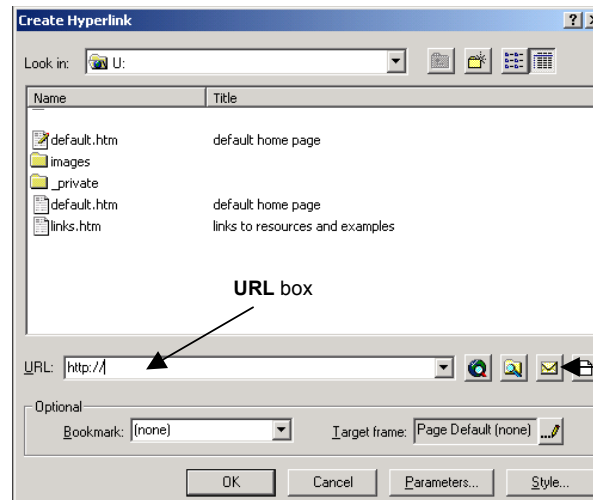 Create Hyperlink
Look in: U:
Name Title
default.htm default home page
images
_private
default.htm default home page
links.htm links to resources and examples
URL box
URL: http://
Optional
Bookmark: (none) Target frame: Page Default (none)
OK Cancel Parameters... Style...